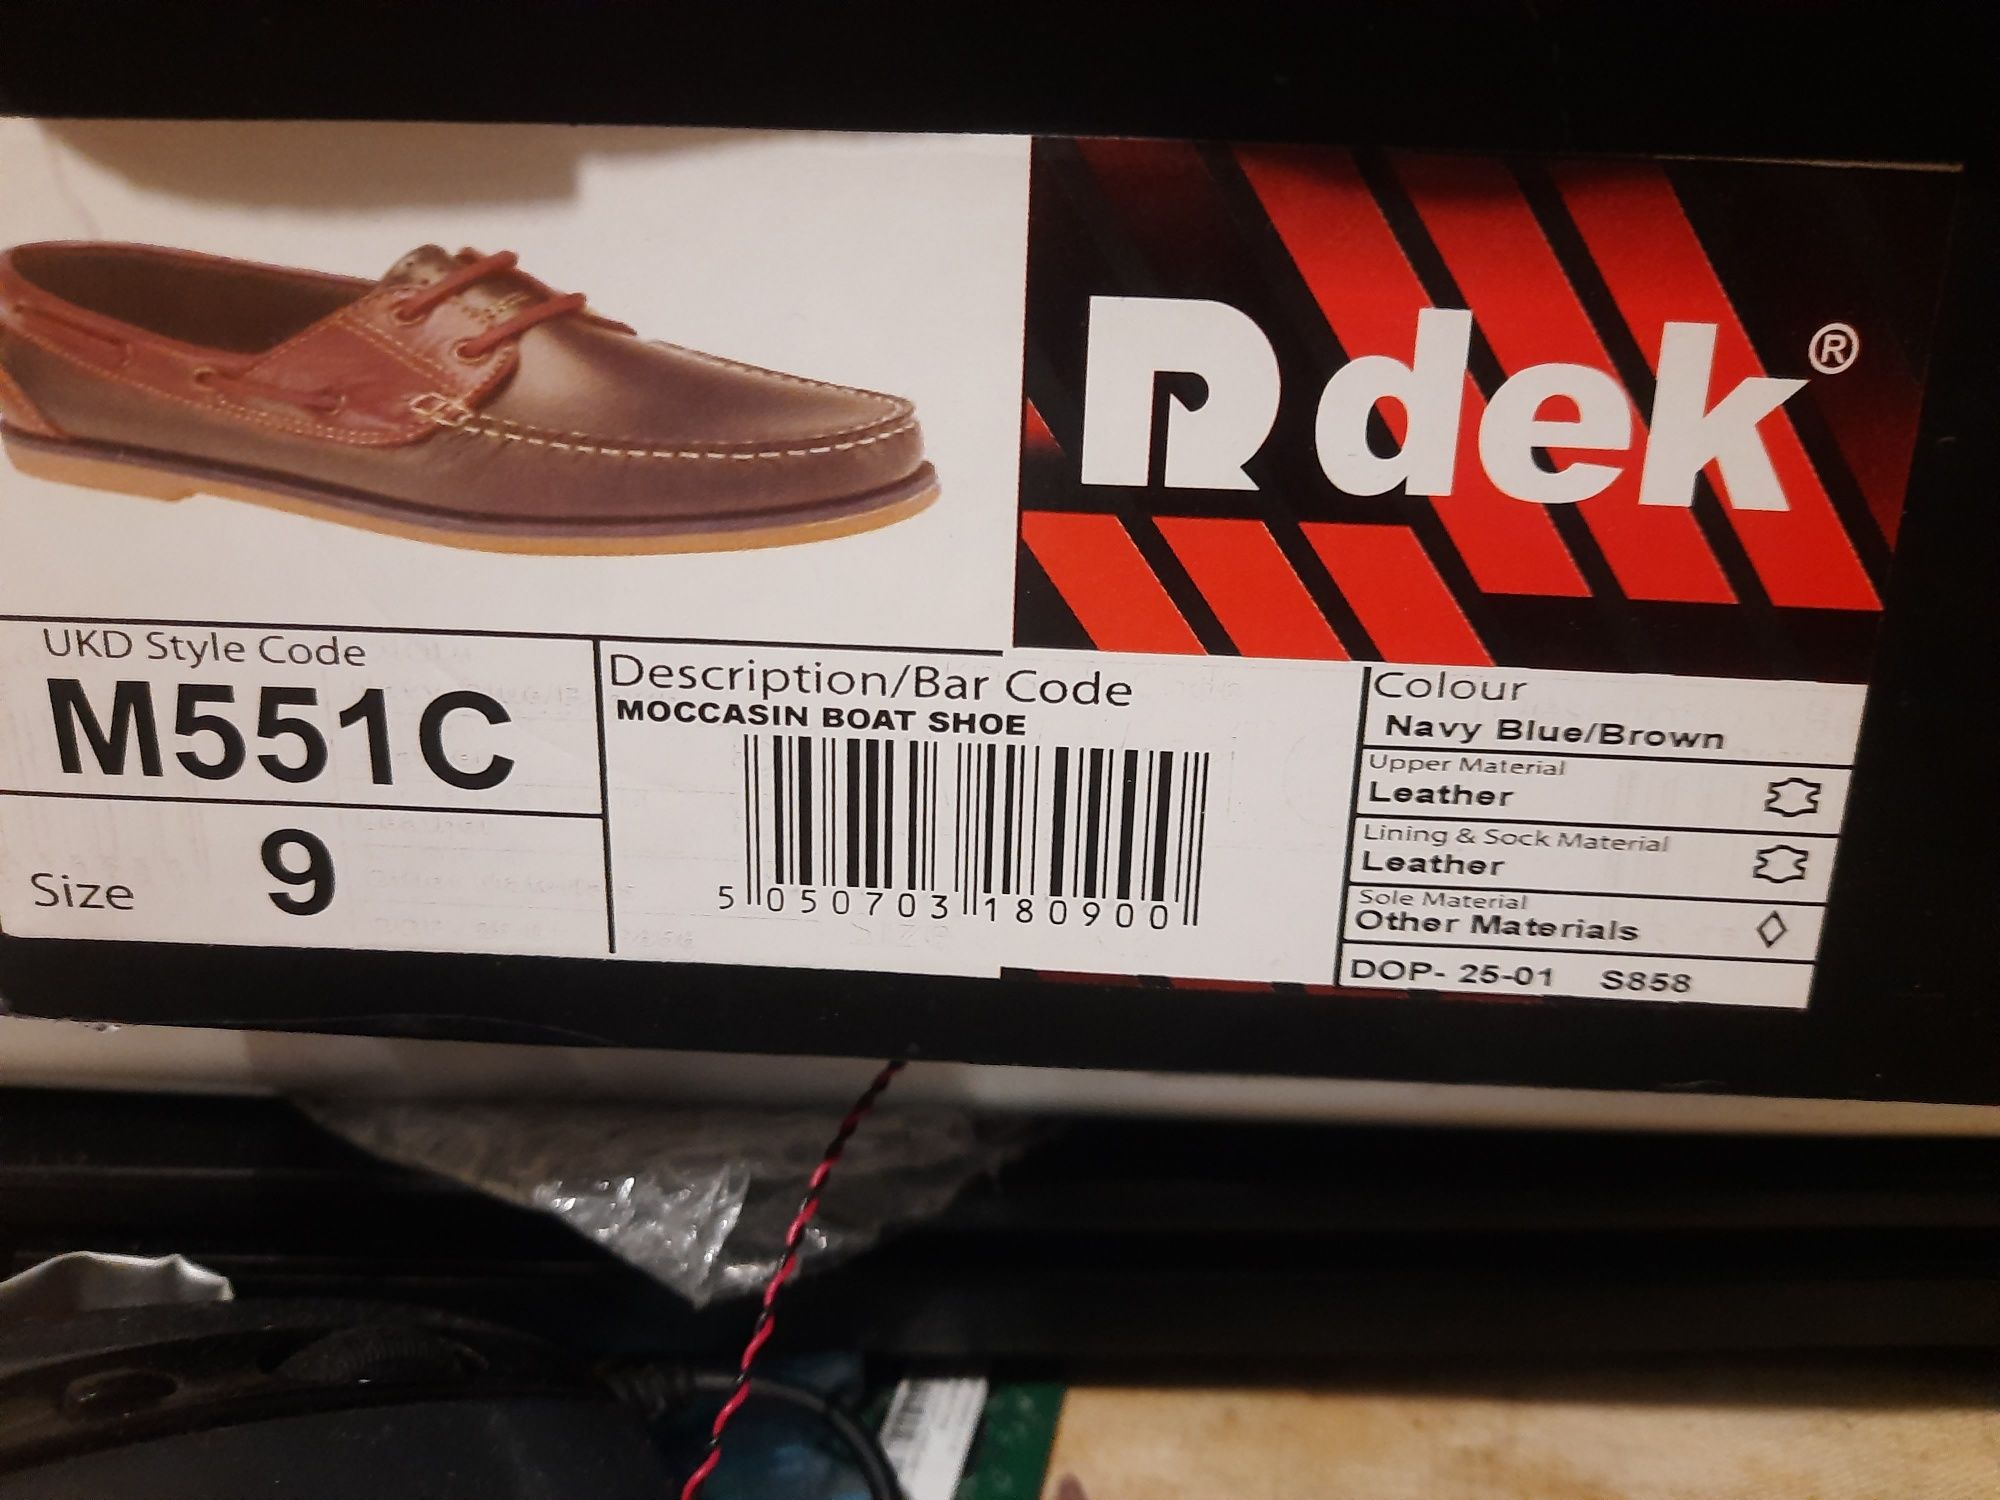 Rdek®
UKD Style Code
M551C
Size 9
Description/Bar Code
MOCCASIN BOAT SHOE
5 050703 180900
Colour
Navy Blue/Brown
Upper Material
Leather
Lining & Sock Material
Leather
Sole Material
Other Materials
DOP- 25-01 S858